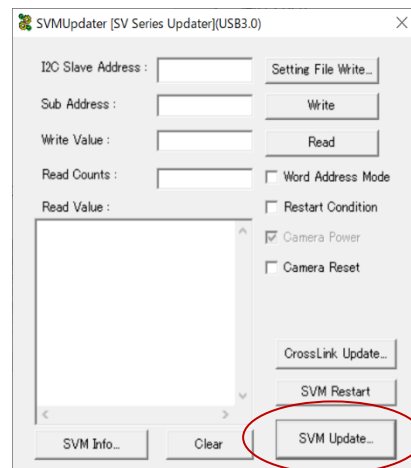 SVMUpdater [SV Series Updater](USB3.0)
I2C Slave Address :
Setting File Write...
Sub Address :
Write
Write Value :
Read
Read Counts :
Word Address Mode
Read Value :
Restart Condition
Camera Power
Camera Reset
CrossLink Update...
SVM Restart
SVM Info...
Clear
SVM Update...